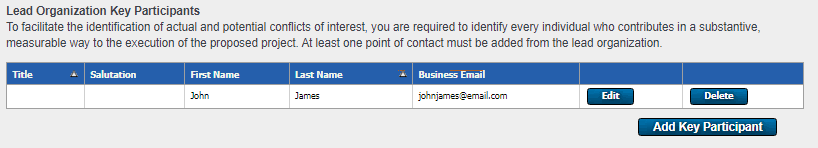 Lead Organization Key Participants
To facilitate the identification of actual and potential conflicts of interest, you are required to identify every individual who contributes in a substantive,
measurable way to the execution of the proposed project. At least one point of contact must be added from the lead organization.
Title Salutation First Name Last Name Business Email
John James johnjames@email.com Edit Delete
Add Key Participant